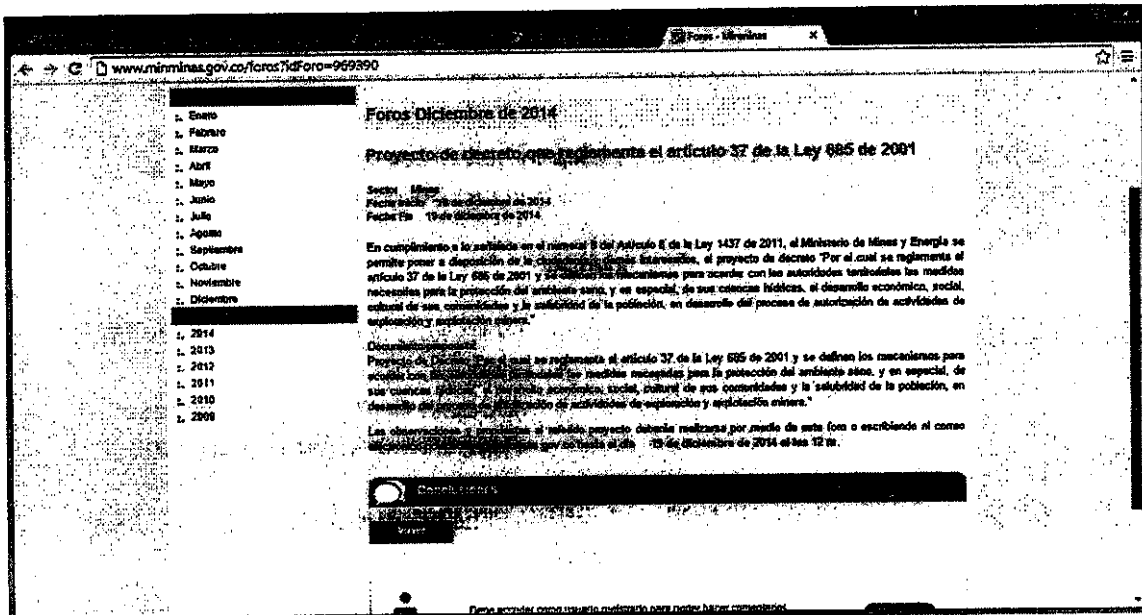 Foros - Minminas
www.minminas.gov.co/foros?idForo=969390
Enero
Febrero
Marzo
Abril
Mayo
Junio
Julio
Agosto
Septiembre
Octubre
Noviembre
Diciembre
2014
2013
2012
2011
2010
2009
Foros Diciembre de 2014
Proyecto de decreto que reglamenta el artículo 37 de la Ley 685 de 2001
Sector Minas
Fecha Inicio de diciembre de 2014
Fecha Fin 19 de diciembre de 2014
En cumplimiento a lo señalado en el numeral 8 del Artículo 8 de la Ley 1437 de 2011, el Ministerio de Minas y Energía se
permite poner a disposición de la ciudadanía y demás interesados, el proyecto de decreto "Por el cual se reglamenta el
artículo 37 de la Ley 685 de 2001 y se definen los mecanismos para acordar con las autoridades territoriales las medidas
necesarias para la protección del ambiente sano, y en especial, de sus cuencas hídricas, el desarrollo económico, social,
cultural de sus comunidades y la salubridad de la población, en desarrollo del proceso de autorización de actividades de
exploración y explotación minera."
Documento
Proyecto de Decreto "Por el cual se reglamenta el artículo 37 de la Ley 685 de 2001 y se definen los mecanismos para
acordar con las medidas necesarias para la protección del ambiente sano, y en especial, de
sus cuencas el desarrollo económico, social, cultural de sus comunidades y la salubridad de la población, en
desarrollo del proceso de autorización de actividades de exploración y explotación minera."
Las observaciones al referido proyecto deberán realizarse por medio de este foro o escribiendo al correo
gov.co hasta el día 19 de diciembre de 2014 a las 12 m.
Conclusiones
Debe acceder como usuario registrado para poder hacer comentarios